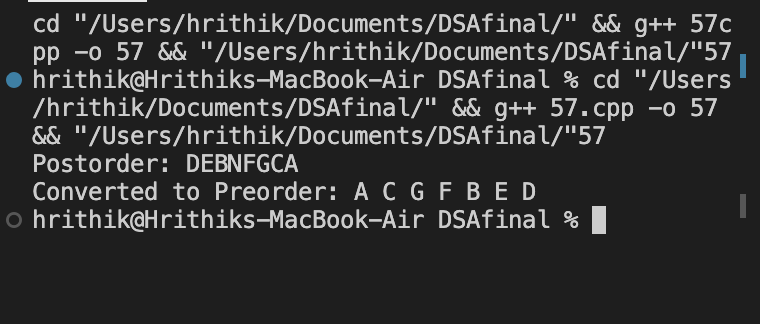 cd "/Users/hrithik/Documents/DSAfinal/" && g++ 57c
pp -o 57 && "/Users/hrithik/Documents/DSAfinal/"57
hrithik@Hrithiks-MacBook-Air DSAfinal % cd "/Users
/hrithik/Documents/DSAfinal/" && g++ 57.cpp -o 57
&& "/Users/hrithik/Documents/DSAfinal/"57
Postorder: DEBNFGCA
Converted to Preorder: A C G F B E D
hrithik@Hrithiks-MacBook-Air DSAfinal %